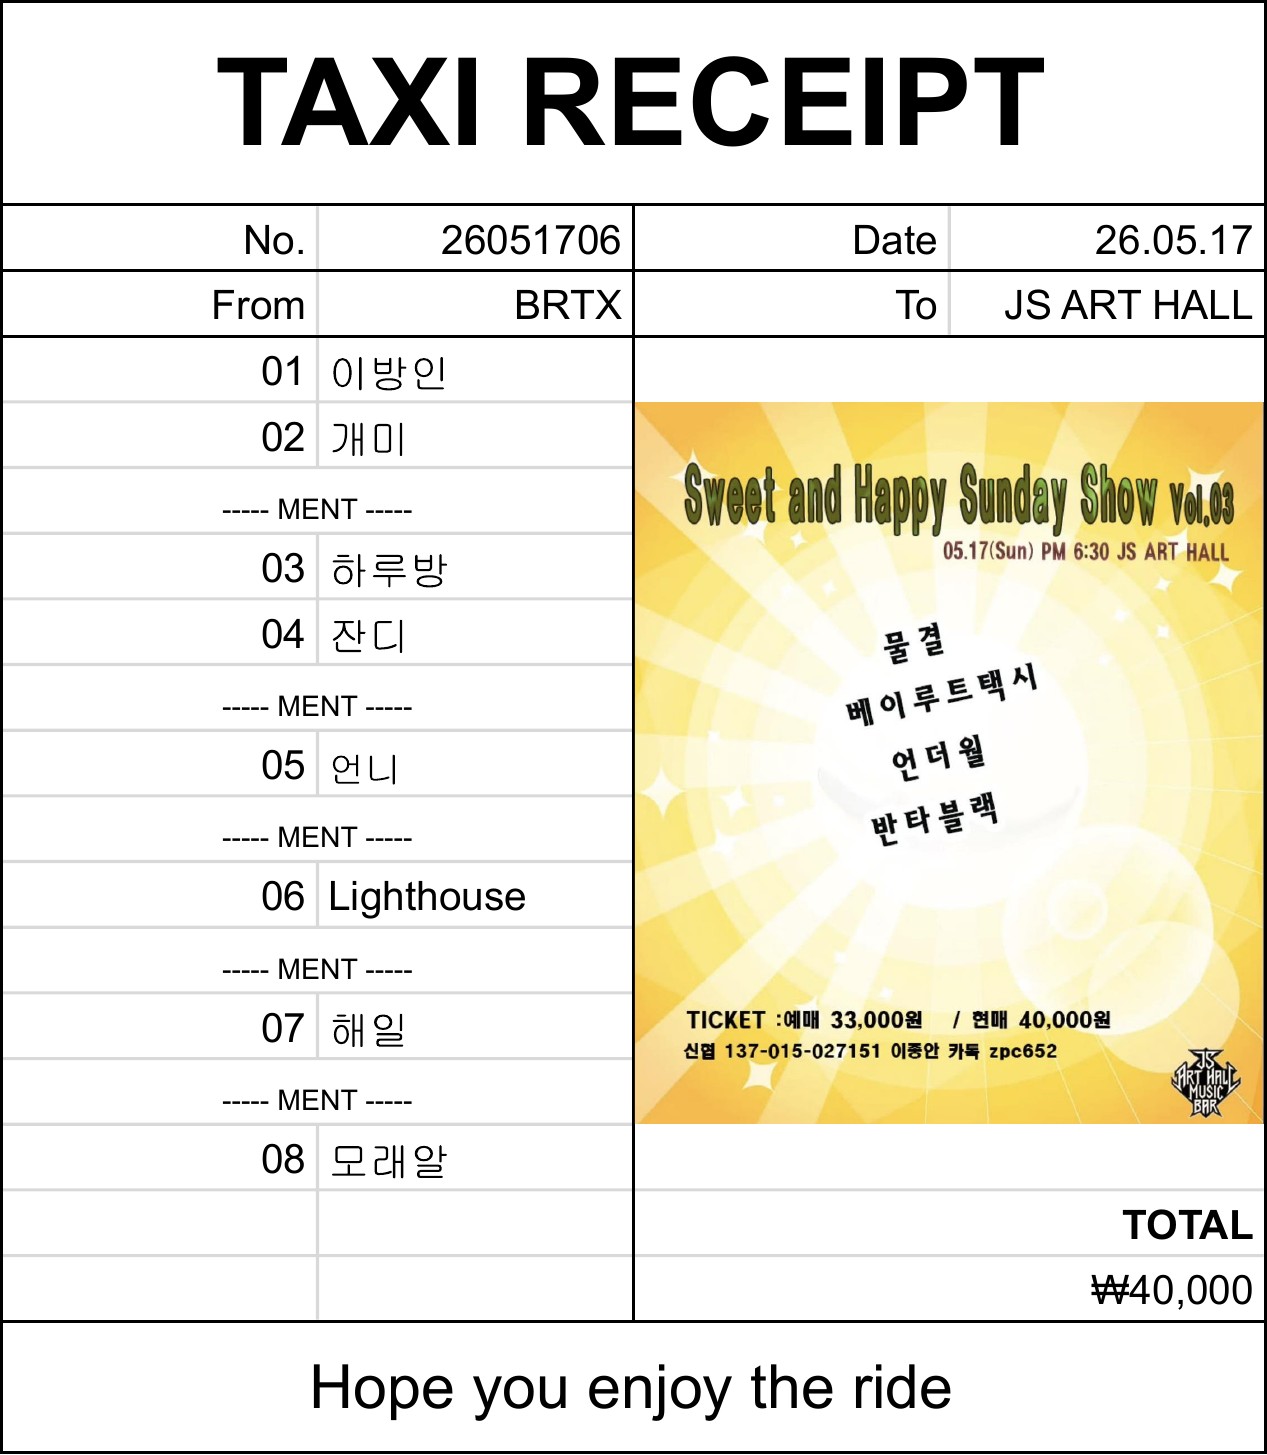 TAXI RECEIPT
No. 26051706 Date 26.05.17
From BRTX To JS ART HALL
01 이방인
02 개미
----- MENT -----
03 하루방
04 잔디
----- MENT -----
05 언니
----- MENT -----
06 Lighthouse
----- MENT -----
07 해일
----- MENT -----
08 모래알
Sweet and Happy Sunday Show Vol.03
05.17(Sun) PM 6:30 JS ART HALL
물결
베이루트택시
언더월
반타블랙
TICKET :예매 33,000원 / 현매 40,000원
신협 137-015-027151 이종안 카톡 zpc652
JS
ART HALL
MUSIC
BAR
TOTAL
₩40,000
Hope you enjoy the ride